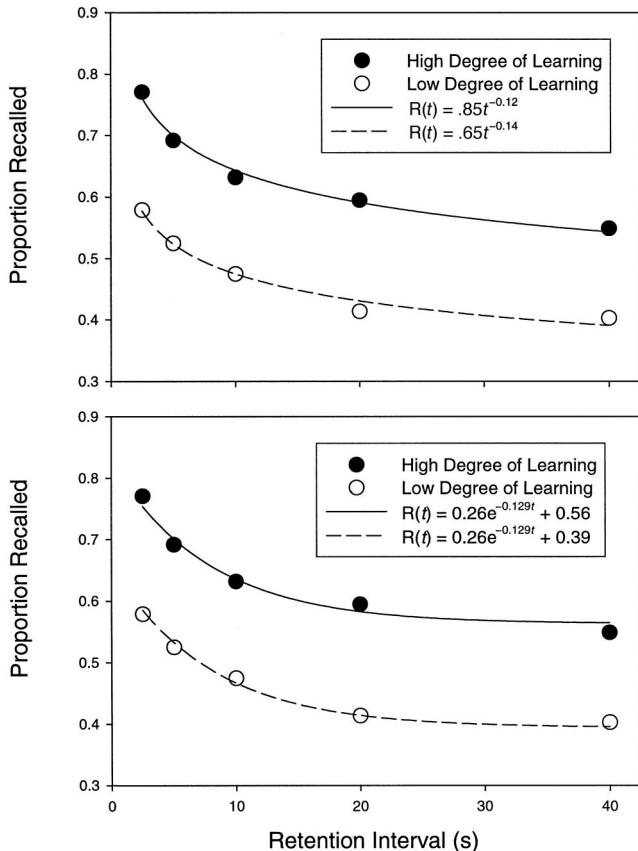 0.9
0.8
0.7
0.6
0.5
0.4
0.3
Proportion Recalled
High Degree of Learning
Low Degree of Learning
R(t) = .85t^-0.12
R(t) = .65t^-0.14
0.9
0.8
0.7
0.6
0.5
0.4
0.3
Proportion Recalled
High Degree of Learning
Low Degree of Learning
R(t) = 0.26e^-0.129t + 0.56
R(t) = 0.26e^-0.129t + 0.39
0 10 20 30 40
Retention Interval (s)